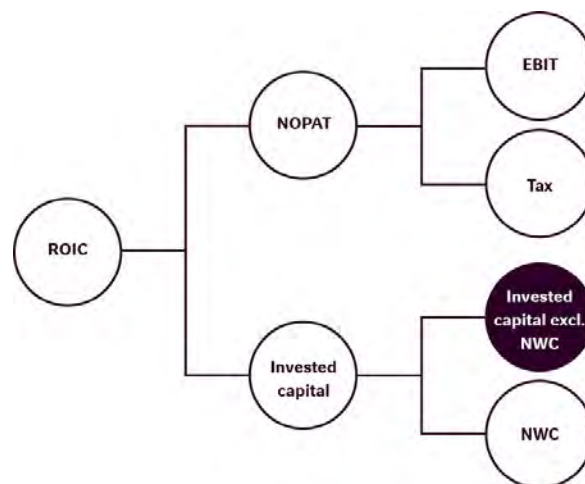 EBIT
NOPAT
Tax
ROIC
Invested
capital excl.
NWC
Invested
capital
NWC